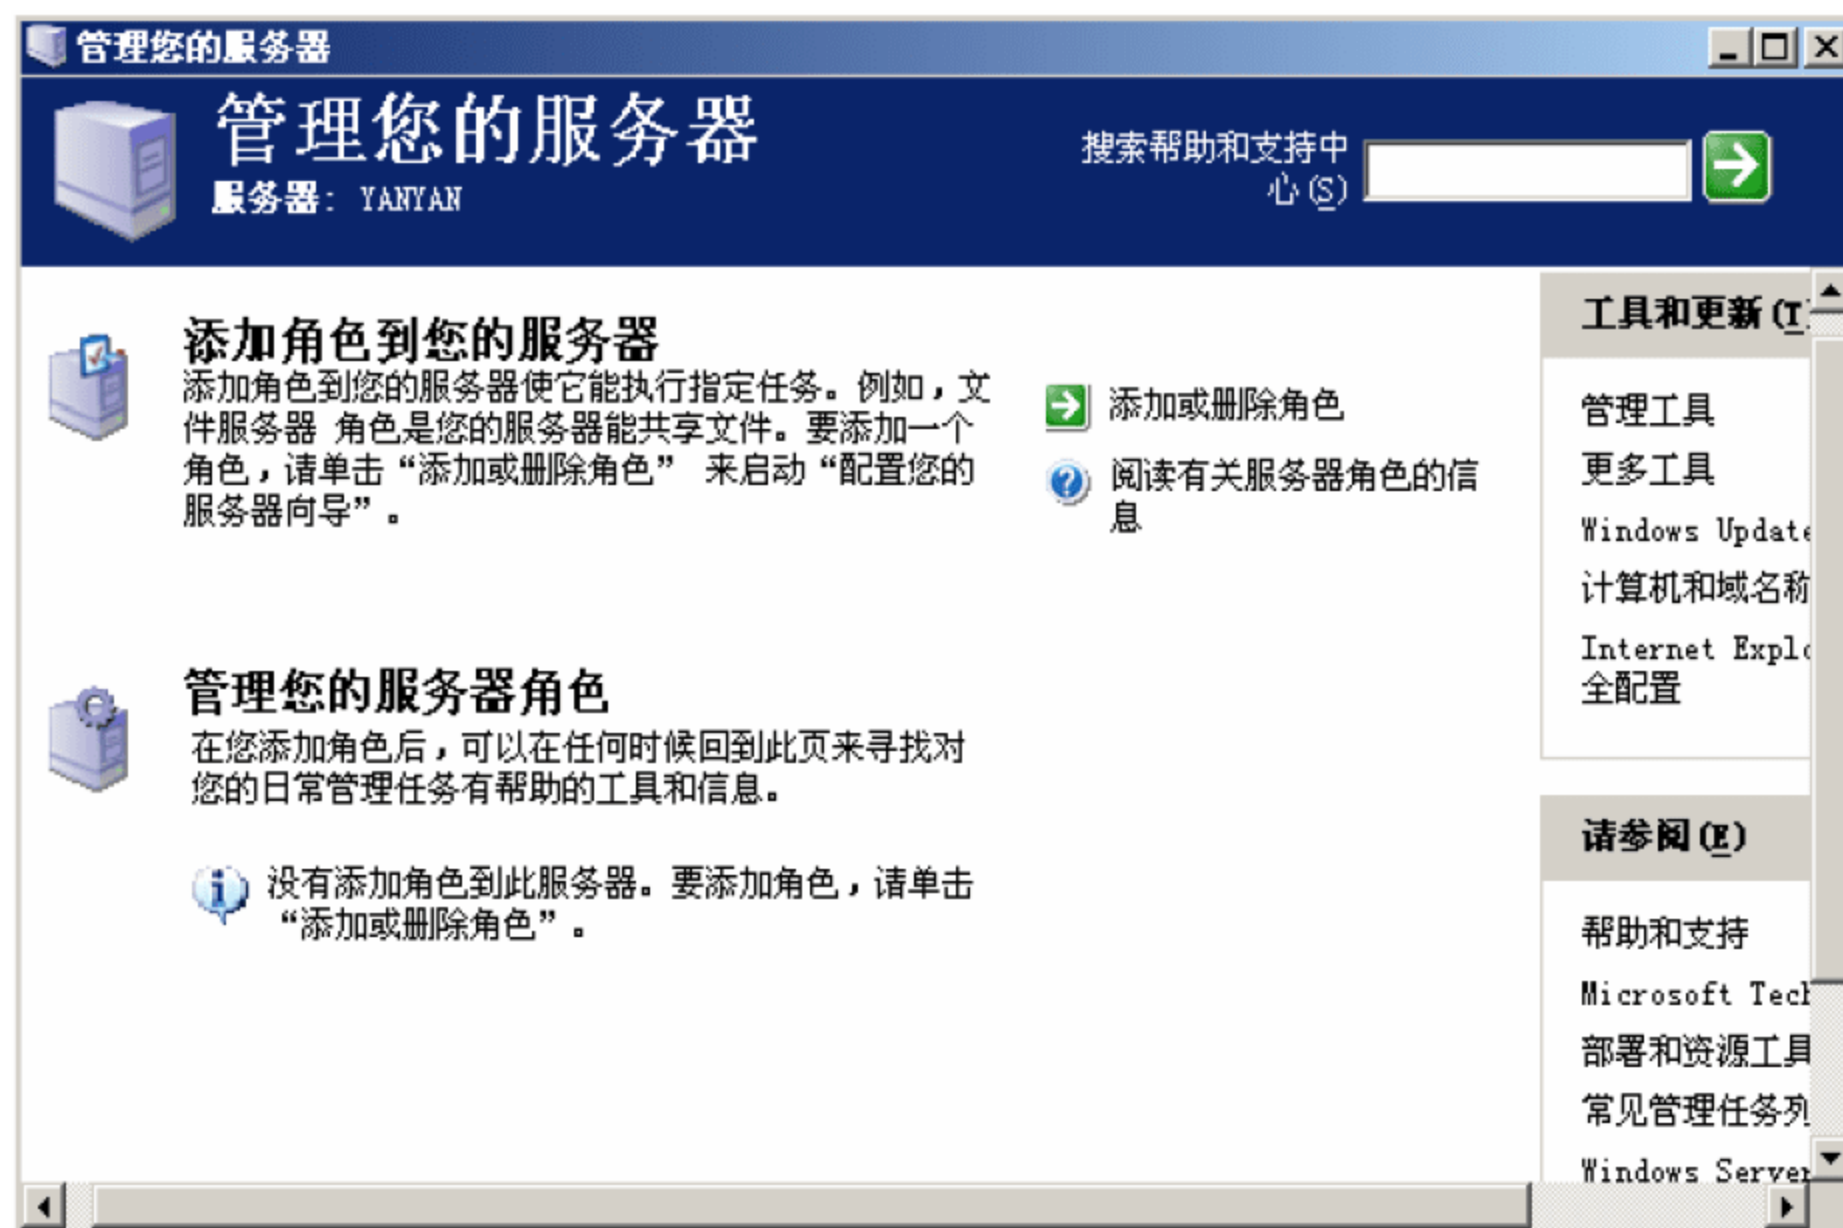 管理您的服务器
管理您的服务器
服务器: YANYAN
搜索帮助和支持中
心(S)
添加角色到您的服务器
添加角色到您的服务器使它能执行指定任务。例如，文
件服务器 角色是您的服务器能共享文件。要添加一个
角色，请单击“添加或删除角色” 来启动“配置您的
服务器向导”。
添加或删除角色
阅读有关服务器角色的信
息
管理您的服务器角色
在您添加角色后，可以在任何时候回到此页来寻找对
您的日常管理任务有帮助的工具和信息。
没有添加角色到此服务器。要添加角色，请单击
“添加或删除角色”。
工具和更新(T)
管理工具
更多工具
Windows Update
计算机和域名称
Internet Explo
全配置
请参阅(E)
帮助和支持
Microsoft Tech
部署和资源工具
常见管理任务列
Windows Server